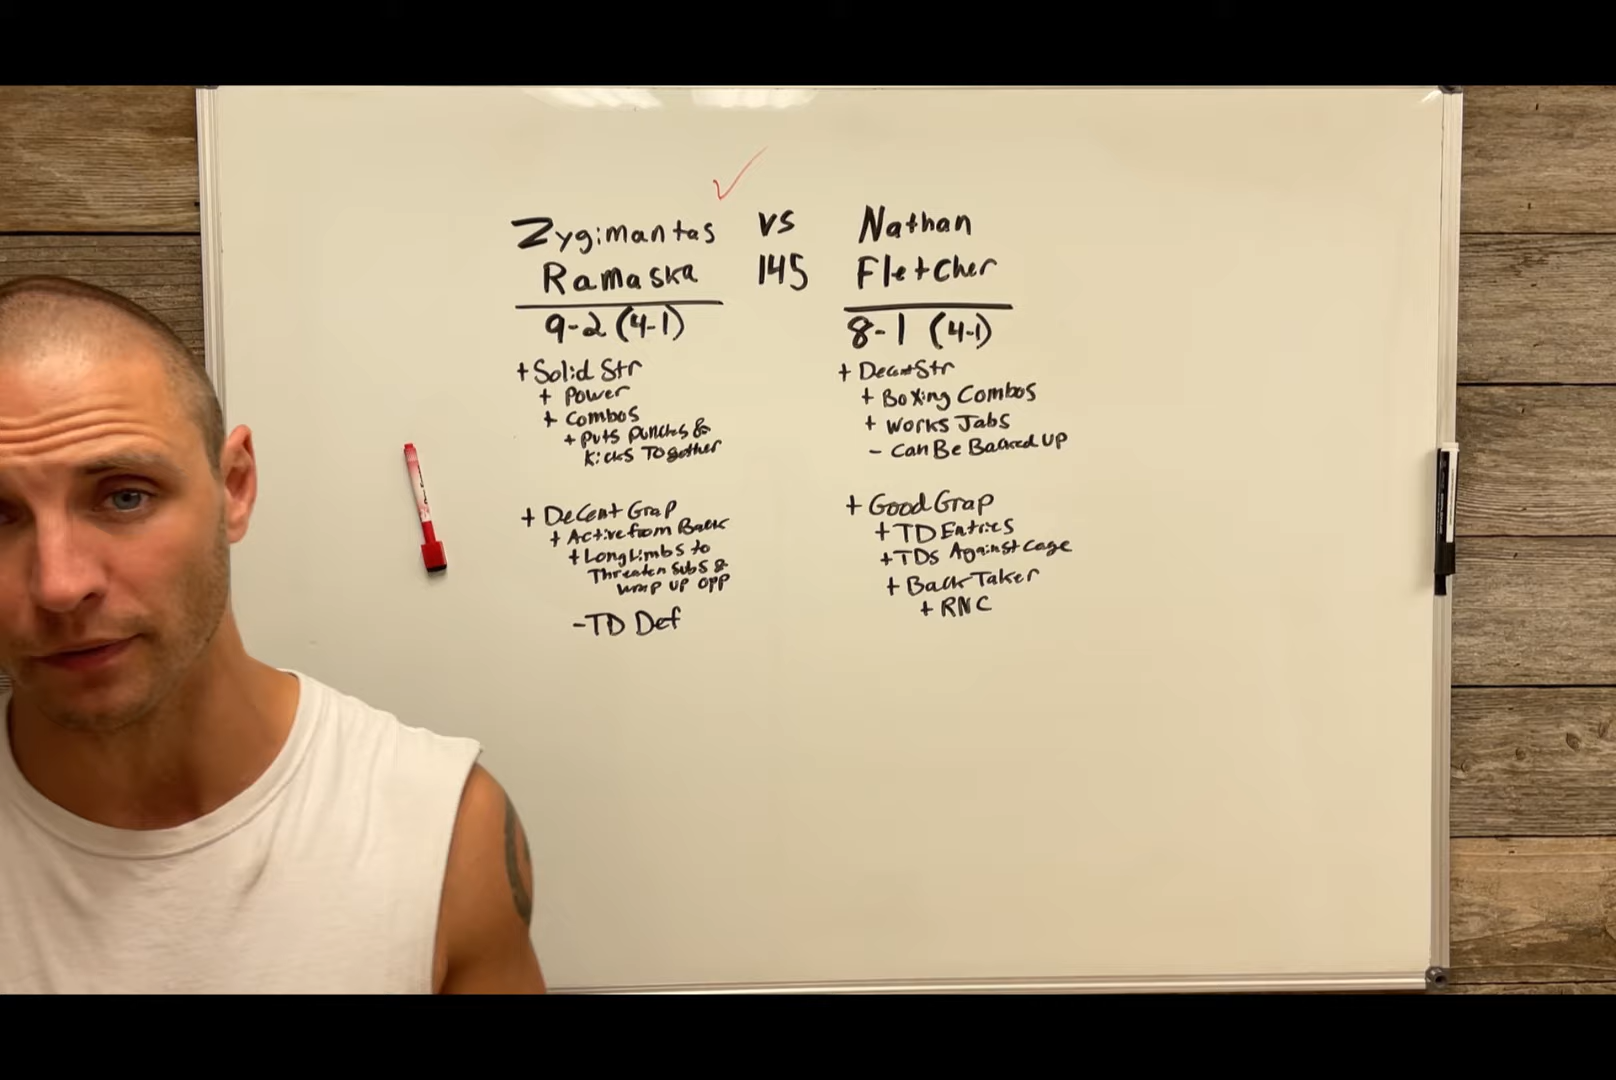 Zygimantas vs Nathan
Ramaska 145 Fletcher
9-2 (4-1)
+ Solid Str
+ Power
+ Combos
+ Puts Punches &
Kicks Together
+ Decent Grap
+ Active from Back
+ Long Limbs to
Threaten Subs &
Wrap up opp
- TD Def
8-1 (4-1)
+ Decent Str
+ Boxing Combos
+ Works Jabs
- Can Be Backed up
+ Good Grap
+ TD Entries
+ TDs Against Cage
+ Back Taker
+ RNC